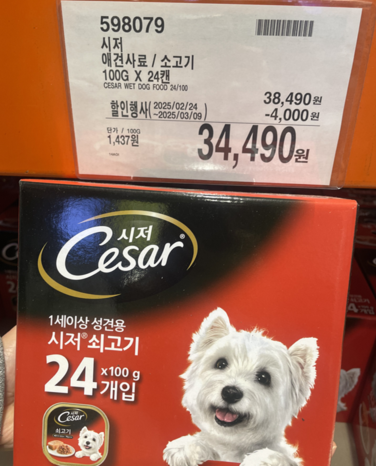 598079
시저
애견사료 / 소고기
100G X 24캔
CESAR WET DOG FOOD 24/100
할인행사 (2025/02/24
~2025/03/09)
38,490원
-4,000원
단가 / 100G
1,437원
34,490원
시저
Cesar®
1세이상 성견용
시저® 쇠고기
24 x100 g
개입
시저
Cesar
쇠고기